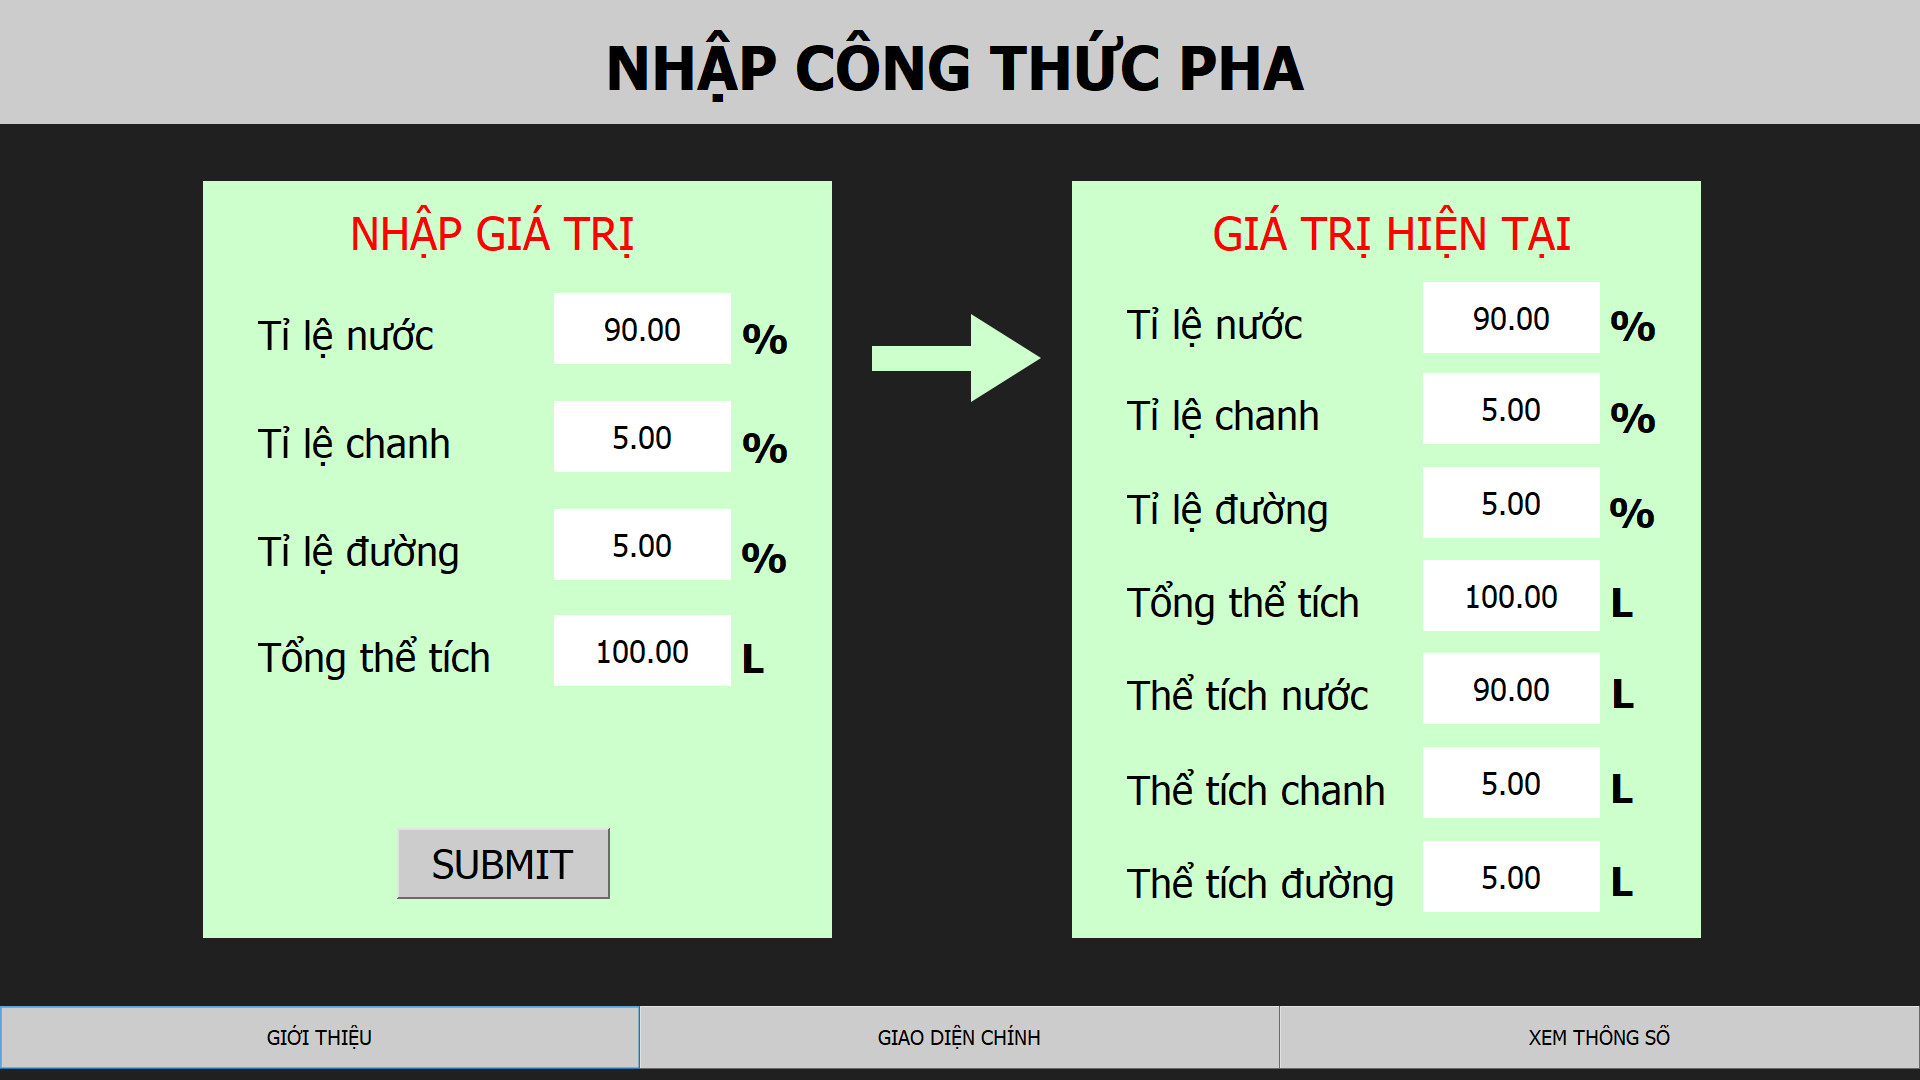 NHẬP CÔNG THỨC PHA
NHẬP GIÁ TRỊ
Tỉ lệ nước 90.00 %
Tỉ lệ chanh 5.00 %
Tỉ lệ đường 5.00 %
Tổng thể tích 100.00 L
SUBMIT
GIÁ TRỊ HIỆN TẠI
Tỉ lệ nước 90.00 %
Tỉ lệ chanh 5.00 %
Tỉ lệ đường 5.00 %
Tổng thể tích 100.00 L
Thể tích nước 90.00 L
Thể tích chanh 5.00 L
Thể tích đường 5.00 L
GIỚI THIỆU
GIAO DIỆN CHÍNH
XEM THÔNG SỐ